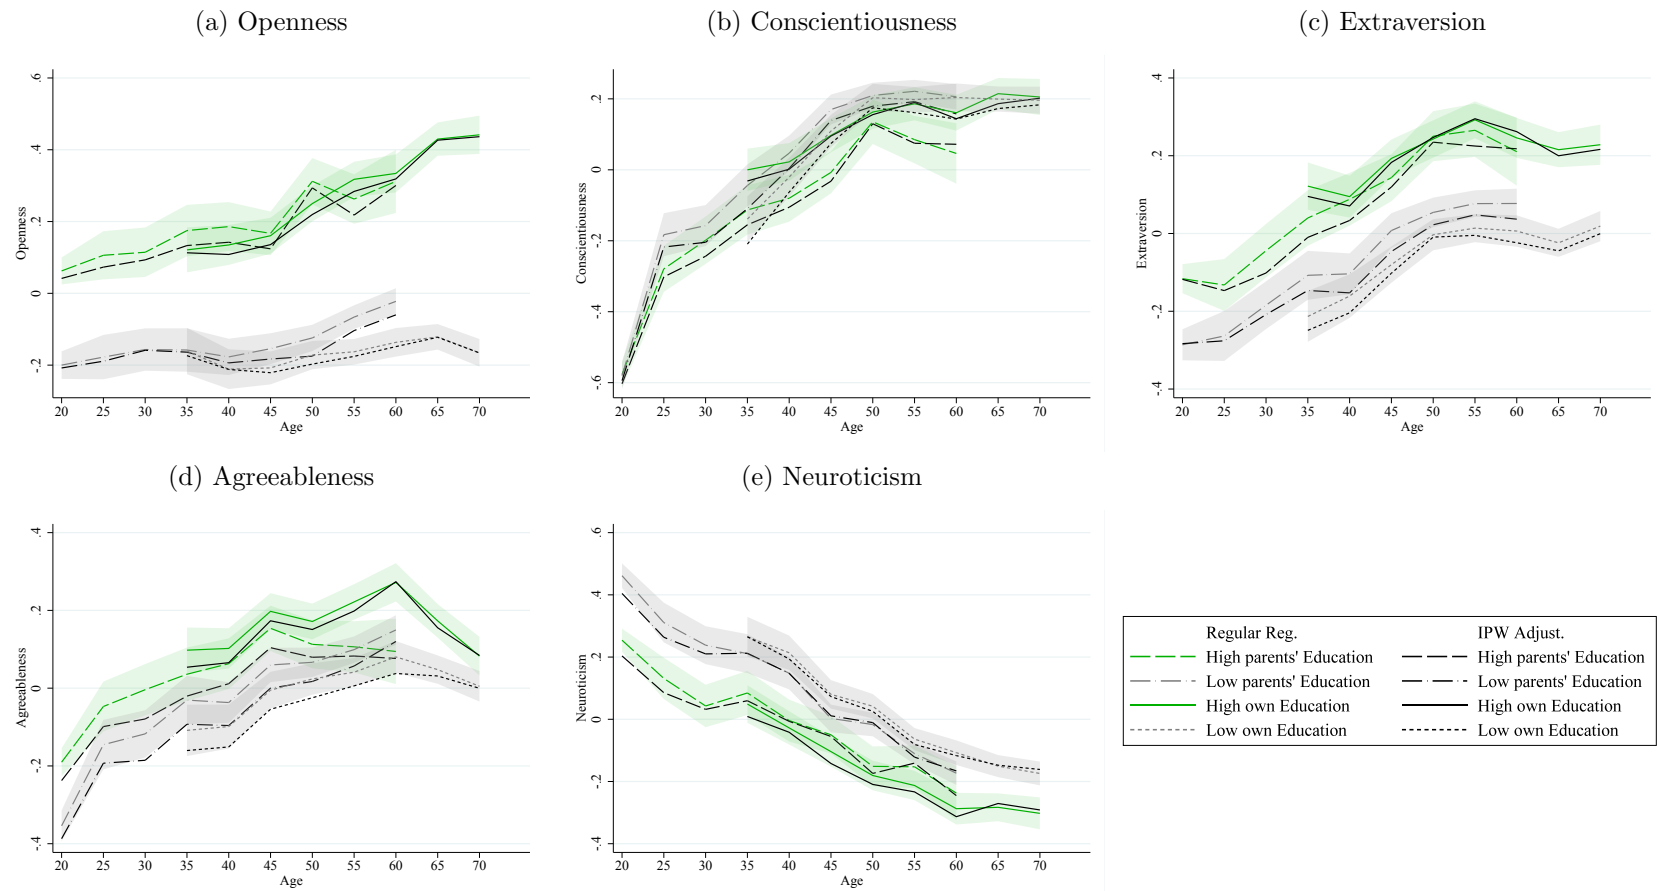 (a) Openness
.6
.4
.2
0
-.2
Openness
20 25 30 35 40 45 50 55 60 65 70
Age
(b) Conscientiousness
.2
0
-.2
-.4
-.6
Conscientiousness
20 25 30 35 40 45 50 55 60 65 70
Age
(c) Extraversion
.4
.2
0
-.2
-.4
Extraversion
20 25 30 35 40 45 50 55 60 65 70
Age
(d) Agreeableness
.4
.2
0
-.2
-.4
Agreeableness
20 25 30 35 40 45 50 55 60 65 70
Age
(e) Neuroticism
.6
.4
.2
0
-.2
-.4
Neuroticism
20 25 30 35 40 45 50 55 60 65 70
Age
Regular Reg. IPW Adjust.
High parents' Education High parents' Education
Low parents' Education Low parents' Education
High own Education High own Education
Low own Education Low own Education